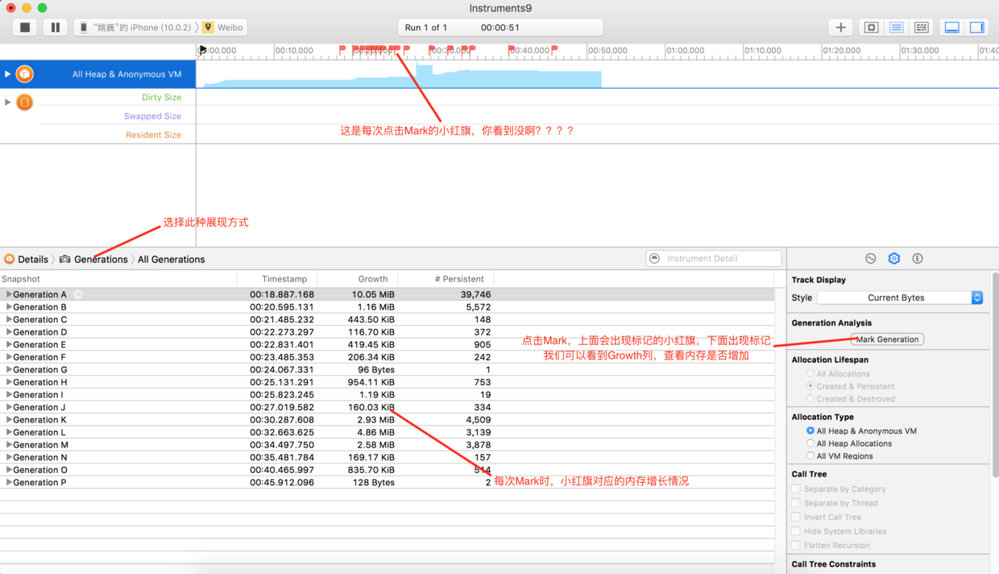 Instruments9
“姚巍”的 iPhone (10.0.2) 〉 Weibo
Run 1 of 1 00:00:51
00:10.000 00:40.000 00:50.000 01:00.000 01:10.000 01:20.000 01:30.000
All Heap & Anonymous VM
Dirty Size
Swapped Size
Resident Size
这是每次点击Mark的小红旗，你看到没啊？？？？
选择此种展现方式
Details 〉 Generations 〉 All Generations
Instrument Detail
Snapshot Timestamp Growth # Persistent
Generation A 00:18.887.168 10.05 MiB 39,746
Generation B 00:20.595.131 1.16 MiB 5,572
Generation C 00:21.485.232 443.50 KiB 148
Generation D 00:22.273.297 116.70 KiB 372
Generation E 00:22.831.401 419.45 KiB 905
Generation F 00:23.485.353 206.34 KiB 242
Generation G 00:24.067.331 96 Bytes 1
Generation H 00:25.131.291 954.11 KiB 753
Generation I 00:25.823.245 1.19 KiB 19
Generation J 00:27.019.582 160.03 KiB 334
Generation K 00:30.287.608 2.93 MiB 4,509
Generation L 00:32.663.625 4.86 MiB 3,139
Generation M 00:34.497.750 2.58 MiB 3,878
Generation N 00:35.481.784 169.17 KiB 157
Generation O 00:40.465.997 835.70 KiB 514
Generation P 00:45.912.096 128 Bytes 2
点击Mark，上面会出现标记的小红旗，下面出现标记
我们可以看到Growth列，查看内存是否增加
每次Mark时，小红旗对应的内存增长情况
Track Display
Style Current Bytes
Generation Analysis
Mark Generation
Allocation Lifespan
All Allocations
Created & Persistent
Created & Destroyed
Allocation Type
All Heap & Anonymous VM
All Heap Allocations
All VM Regions
Call Tree
Separate by Category
Separate by Thread
Invert Call Tree
Hide System Libraries
Flatten Recursion
Call Tree Constraints